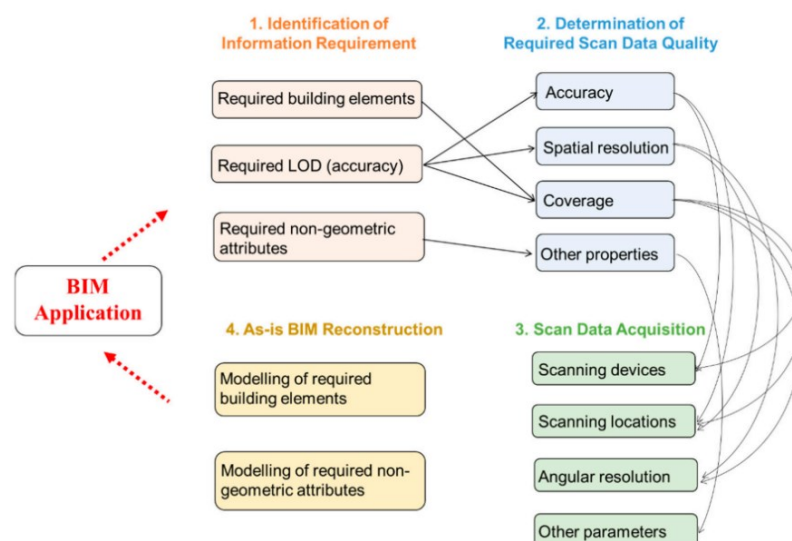 1. Identification of
Information Requirement
Required building elements
Required LOD (accuracy)
Required non-geometric
attributes
2. Determination of
Required Scan Data Quality
Accuracy
Spatial resolution
Coverage
Other properties
BIM
Application
4. As-is BIM Reconstruction
Modelling of required
building elements
Modelling of required non-
geometric attributes
3. Scan Data Acquisition
Scanning devices
Scanning locations
Angular resolution
Other parameters